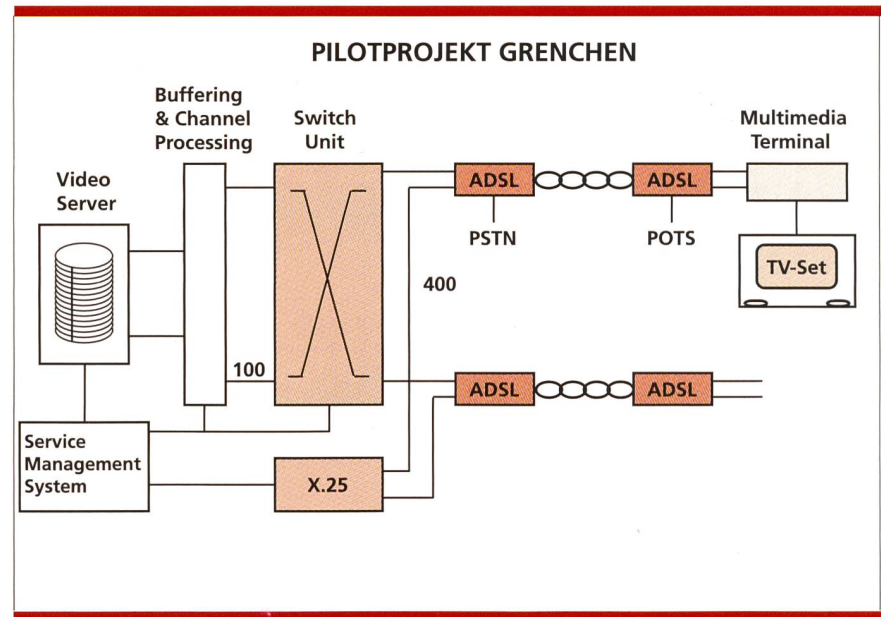 PILOTPROJEKT GRENCHEN
Buffering
& Channel
Processing
Switch
Unit
Multimedia
Terminal
Video
Server
ADSL
ADSL
PSTN
POTS
TV-Set
400
100
ADSL
ADSL
Service
Management
System
X.25